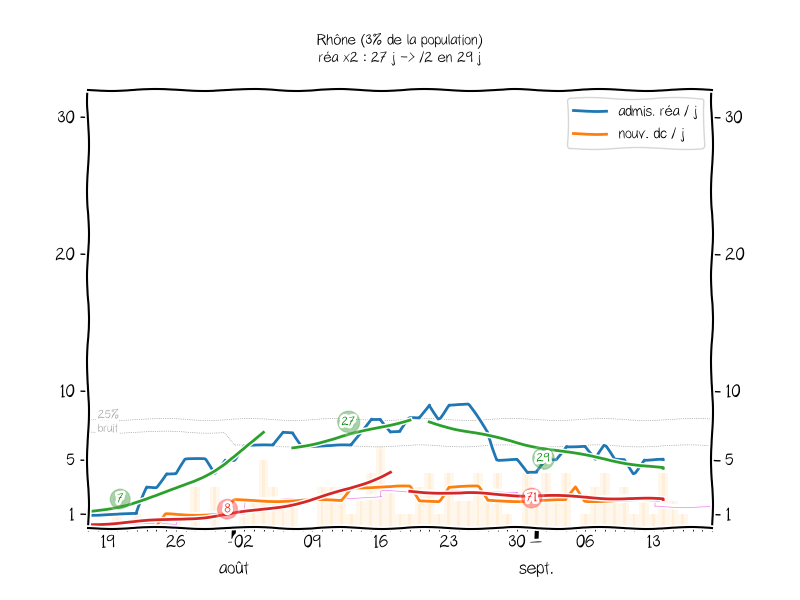 Rhône (3% de la population)
réa x2 : 27 j -> /2 en 29 j
admis. réa / j
nouv. dc / j
30
30
20
20
10
10
25%
bruit
27
5
5
29
7
71
8
1
1
19 26 02 09 16 23 30 06 13
août sept.